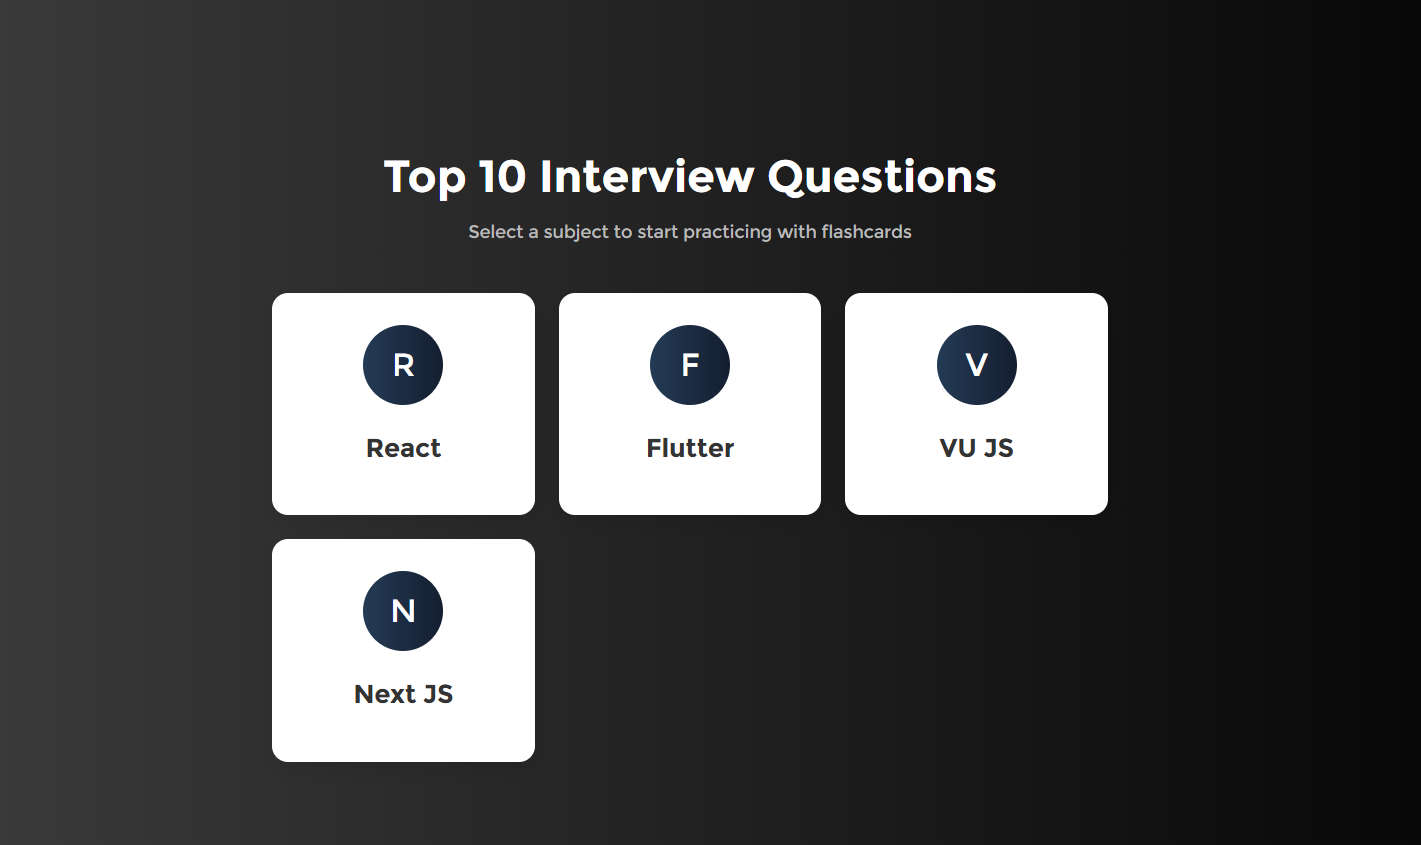 Top 10 Interview Questions
Select a subject to start practicing with flashcards
R
React
F
Flutter
V
VU JS
N
Next JS